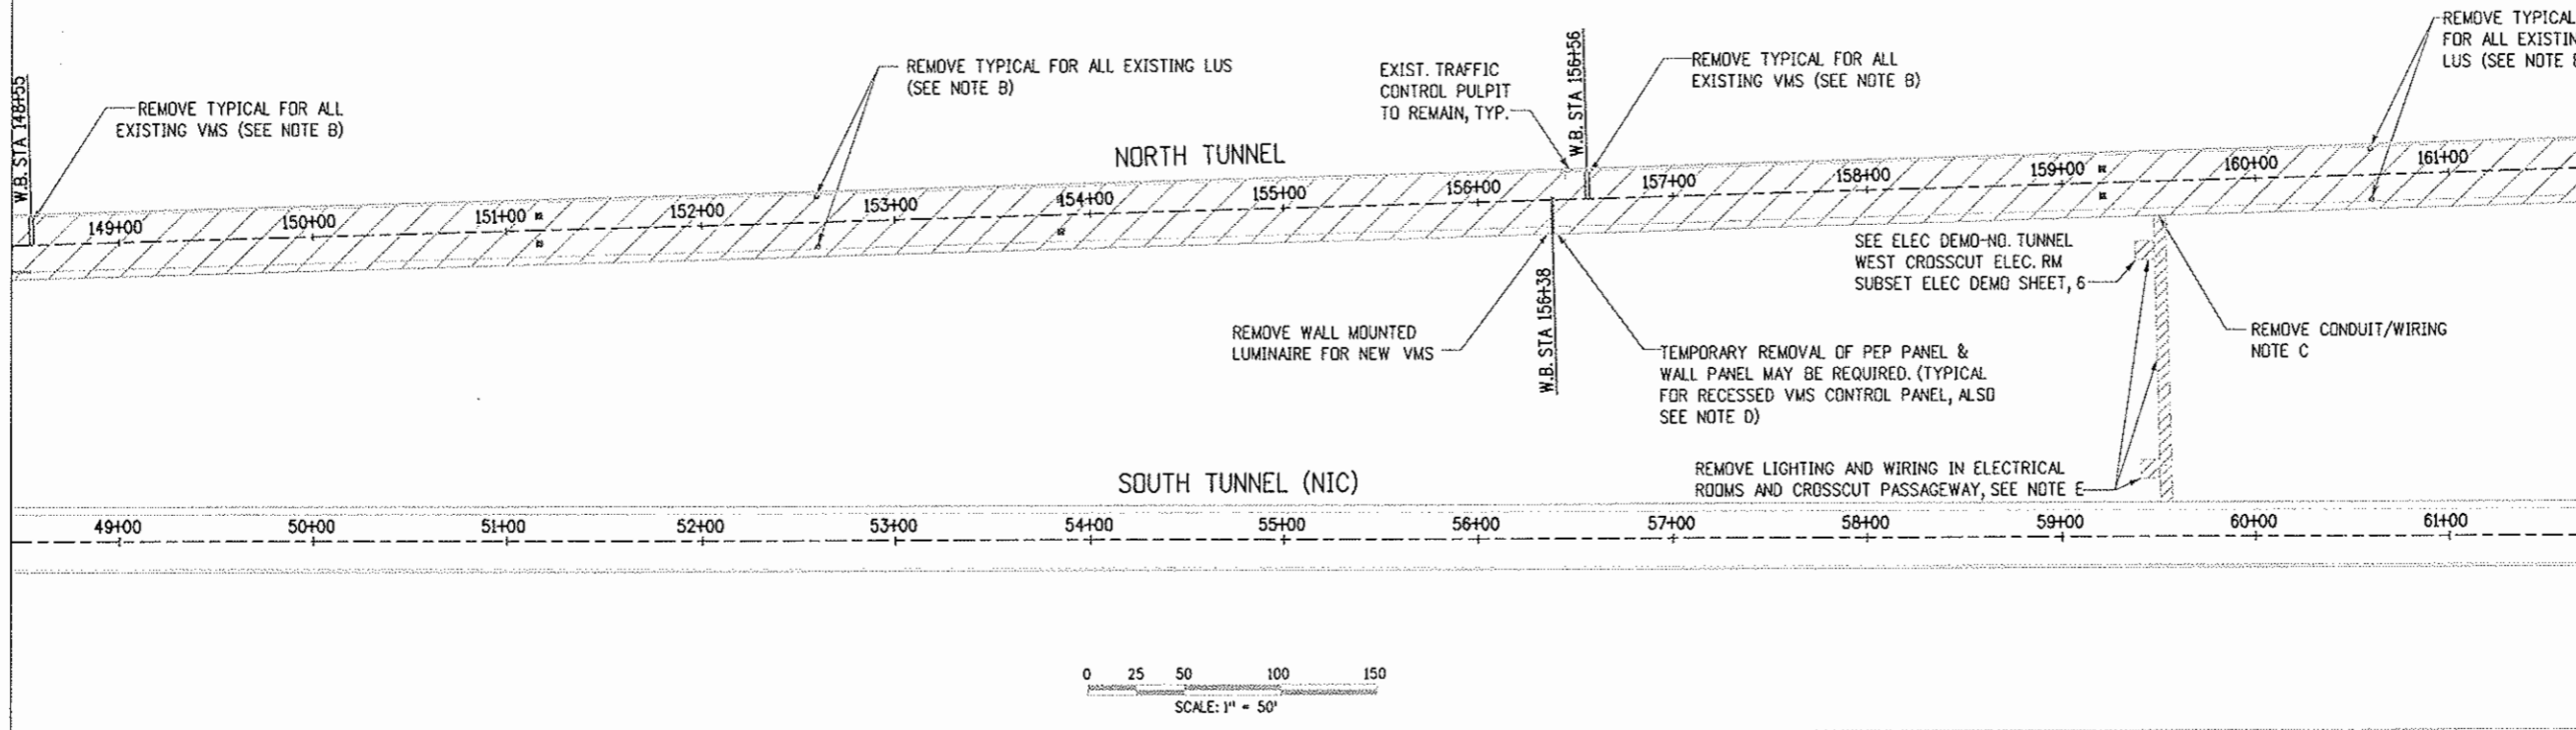 W.B. STA 148+55
REMOVE TYPICAL FOR ALL
EXISTING VMS (SEE NOTE B)
REMOVE TYPICAL FOR ALL EXISTING LUS
(SEE NOTE B)
EXIST. TRAFFIC
CONTROL PULPIT
TO REMAIN, TYP.
W.B. STA 156+56
REMOVE TYPICAL FOR ALL
EXISTING VMS (SEE NOTE B)
REMOVE TYPICAL
FOR ALL EXISTIN
LUS (SEE NOTE
NORTH TUNNEL
149+00
150+00
151+00
152+00
153+00
154+00
155+00
156+00
157+00
158+00
159+00
160+00
161+00
SEE ELEC DEMO-NO. TUNNEL
WEST CROSSCUT ELEC. RM
SUBSET ELEC DEMO SHEET, 6
REMOVE WALL MOUNTED
LUMINAIRE FOR NEW VMS
W.B. STA 156+38
TEMPORARY REMOVAL OF PEP PANEL &
WALL PANEL MAY BE REQUIRED. (TYPICAL
FOR RECESSED VMS CONTROL PANEL, ALSO
SEE NOTE D)
REMOVE CONDUIT/WIRING
NOTE C
REMOVE LIGHTING AND WIRING IN ELECTRICAL
ROOMS AND CROSSCUT PASSAGEWAY, SEE NOTE E
SOUTH TUNNEL (NIC)
49+00
50+00
51+00
52+00
53+00
54+00
55+00
56+00
57+00
58+00
59+00
60+00
61+00
0 25 50 100 150
SCALE: 1" = 50'